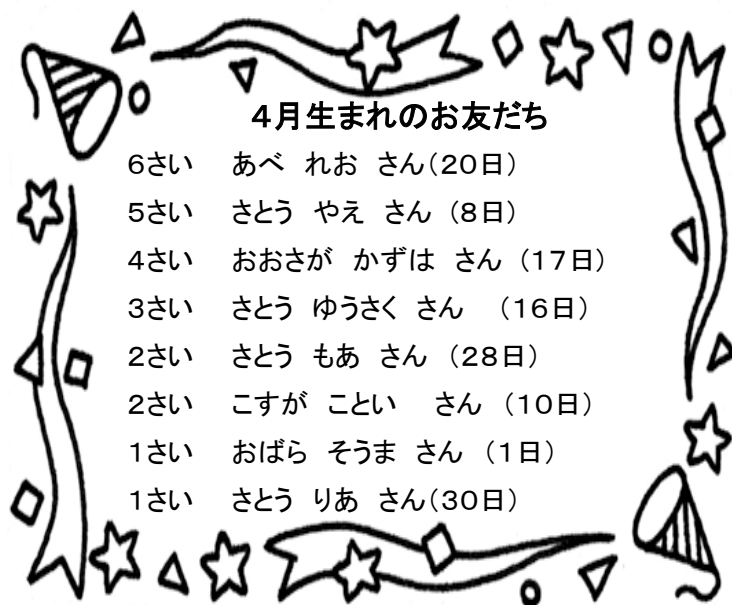 4月生まれのお友だち
6さい　あべ　れお　さん(20日)
5さい　さとう　やえ　さん　(8日)
4さい　おおさが　かずは　さん　(17日)
3さい　さとう　ゆうさく　さん　(16日)
2さい　さとう　もあ　さん　(28日)
2さい　こすが　ことい　さん　(10日)
1さい　おばら　そうま　さん　(1日)
1さい　さとう　りあ　さん(30日)